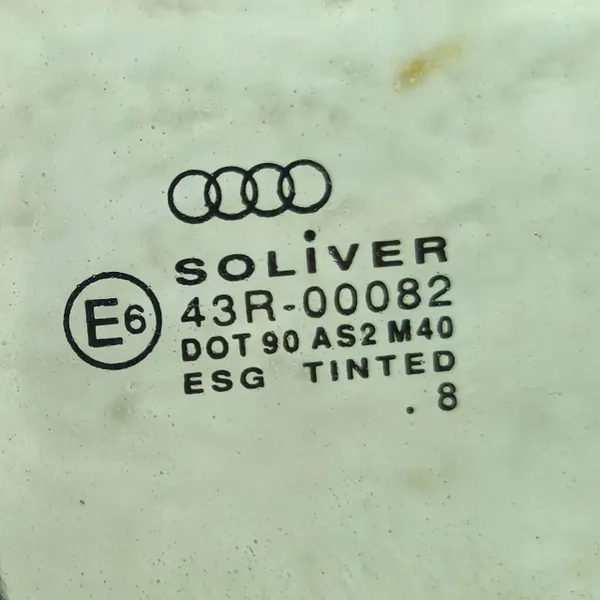 SOLiVER
E6
43R-00082
DOT 90 AS2 M40
ESG TINTED
. 8